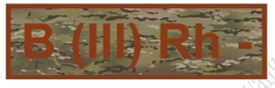 B (III) Rh -